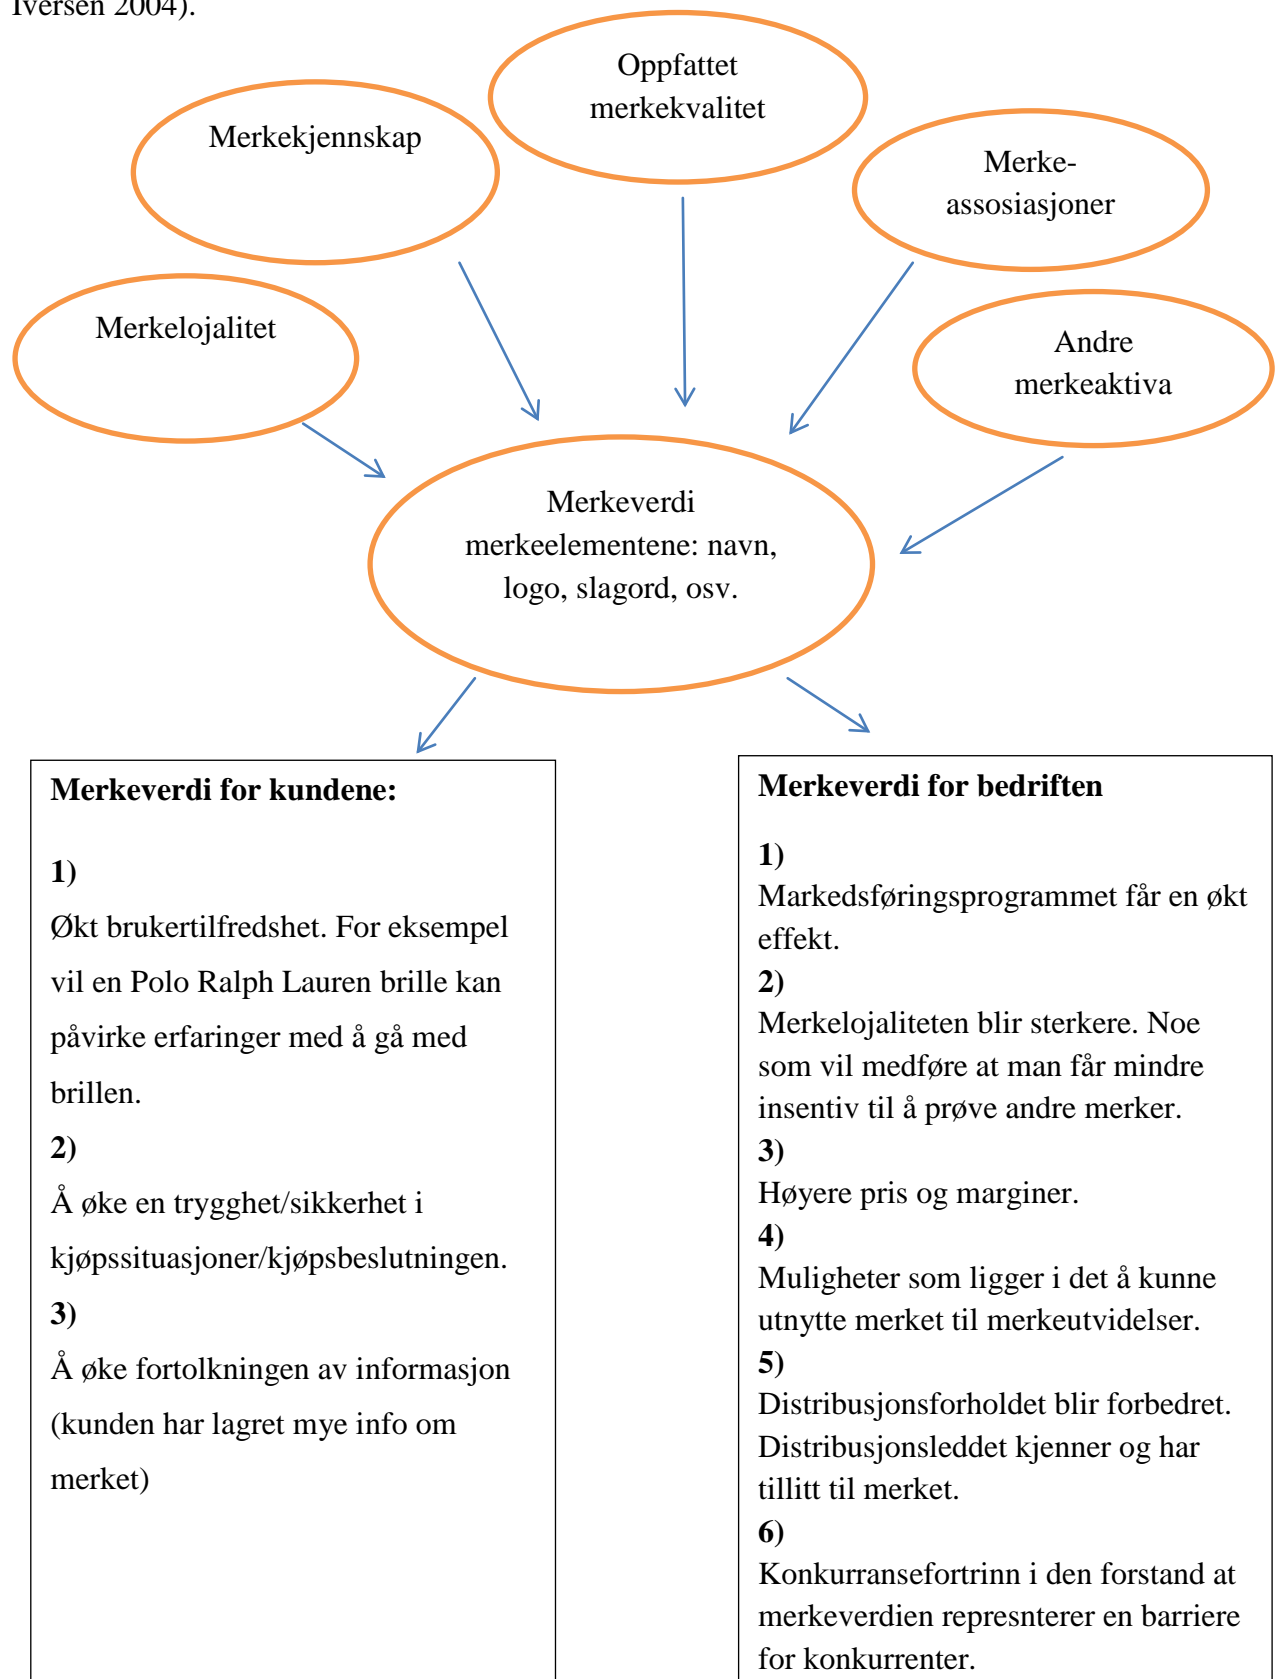 Iversen 2004).
Oppfattet
merkekvalitet
Merkekjennskap
Merke-
assosiasjoner
Merkelojalitet
Andre
merkeaktiva
Merkeverdi
merkeelementene: navn,
logo, slagord, osv.
Merkeverdi for kundene:
1)
Økt brukertilfredshet. For eksempel
vil en Polo Ralph Lauren brille kan
påvirke erfaringer med å gå med
brillen.
2)
Å øke en trygghet/sikkerhet i
kjøpssituasjoner/kjøpsbeslutningen.
3)
Å øke fortolkningen av informasjon
(kunden har lagret mye info om
merket)
Merkeverdi for bedriften
1)
Markedsføringsprogrammet får en økt
effekt.
2)
Merkelojaliteten blir sterkere. Noe
som vil medføre at man får mindre
insentiv til å prøve andre merker.
3)
Høyere pris og marginer.
4)
Muligheter som ligger i det å kunne
utnytte merket til merkeutvidelser.
5)
Distribusjonsforholdet blir forbedret.
Distribusjonsleddet kjenner og har
tillitt til merket.
6)
Konkurransefortrinn i den forstand at
merkeverdien represnterer en barriere
for konkurrenter.